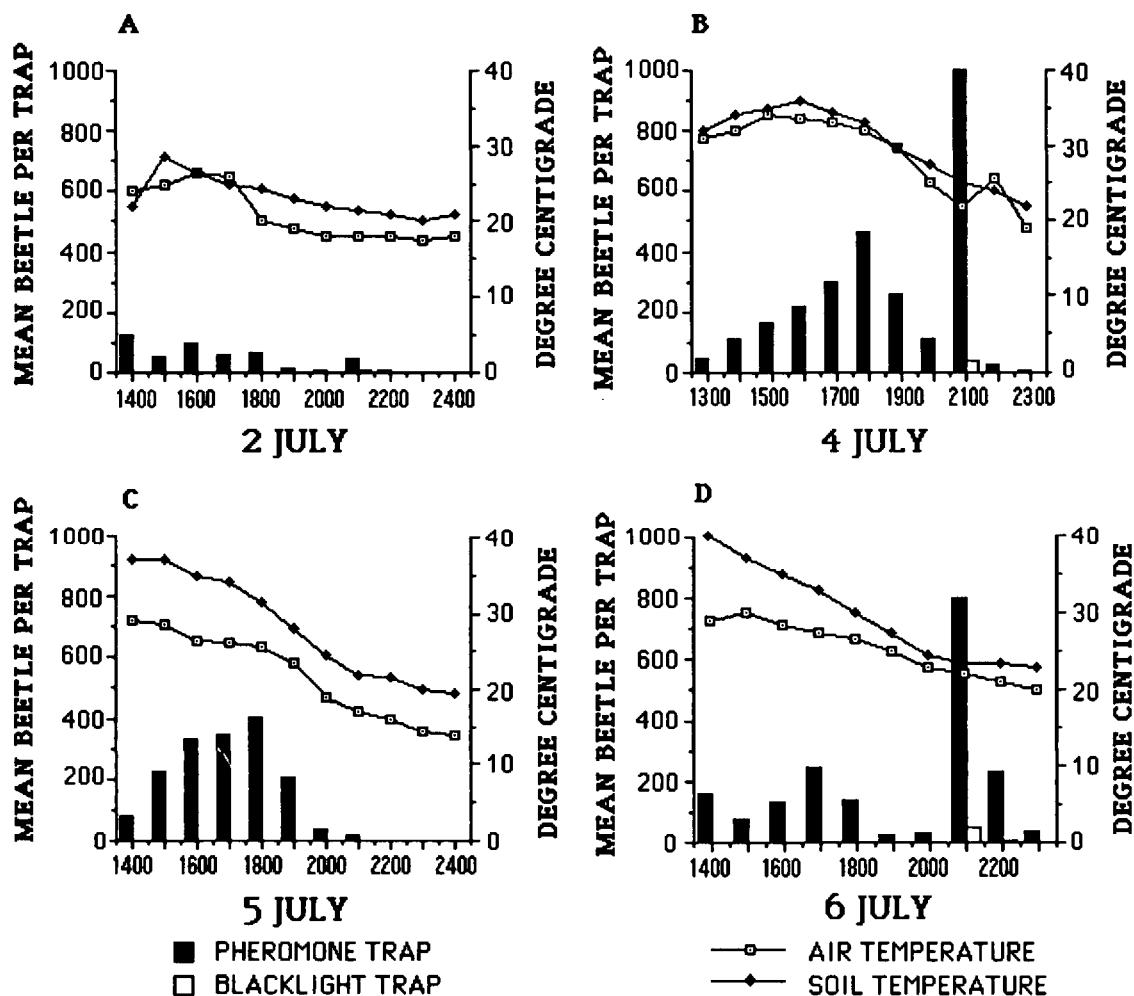 A
MEAN BEETLE PER TRAP
1000
800
600
400
200
0
40
30
20
10
0
DEGREE CENTIGRADE
1400 1600 1800 2000 2200 2400
2 JULY
B
MEAN BEETLE PER TRAP
1000
800
600
400
200
0
40
30
20
10
0
DEGREE CENTIGRADE
1300 1500 1700 1900 2100 2300
4 JULY
C
MEAN BEETLE PER TRAP
1000
800
600
400
200
0
40
30
20
10
0
DEGREE CENTIGRADE
1400 1600 1800 2000 2200 2400
5 JULY
D
MEAN BEETLE PER TRAP
1000
800
600
400
200
0
40
30
20
10
0
DEGREE CENTIGRADE
1400 1600 1800 2000 2200
6 JULY
PHEROMONE TRAP
BLACKLIGHT TRAP
AIR TEMPERATURE
SOIL TEMPERATURE